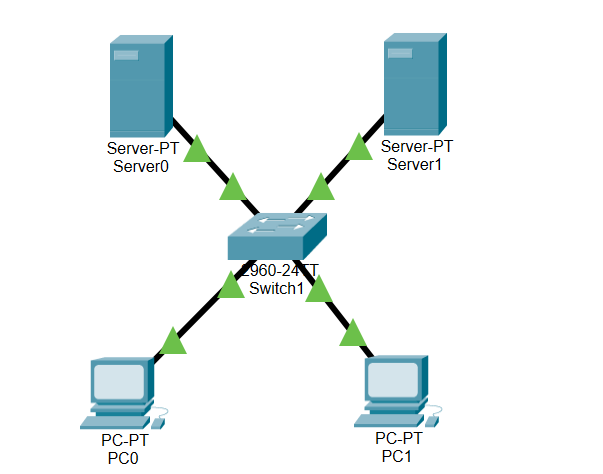 Server-PT
Server0
Server-PT
Server1
2960-24TT
Switch1
PC-PT
PC0
PC-PT
PC1